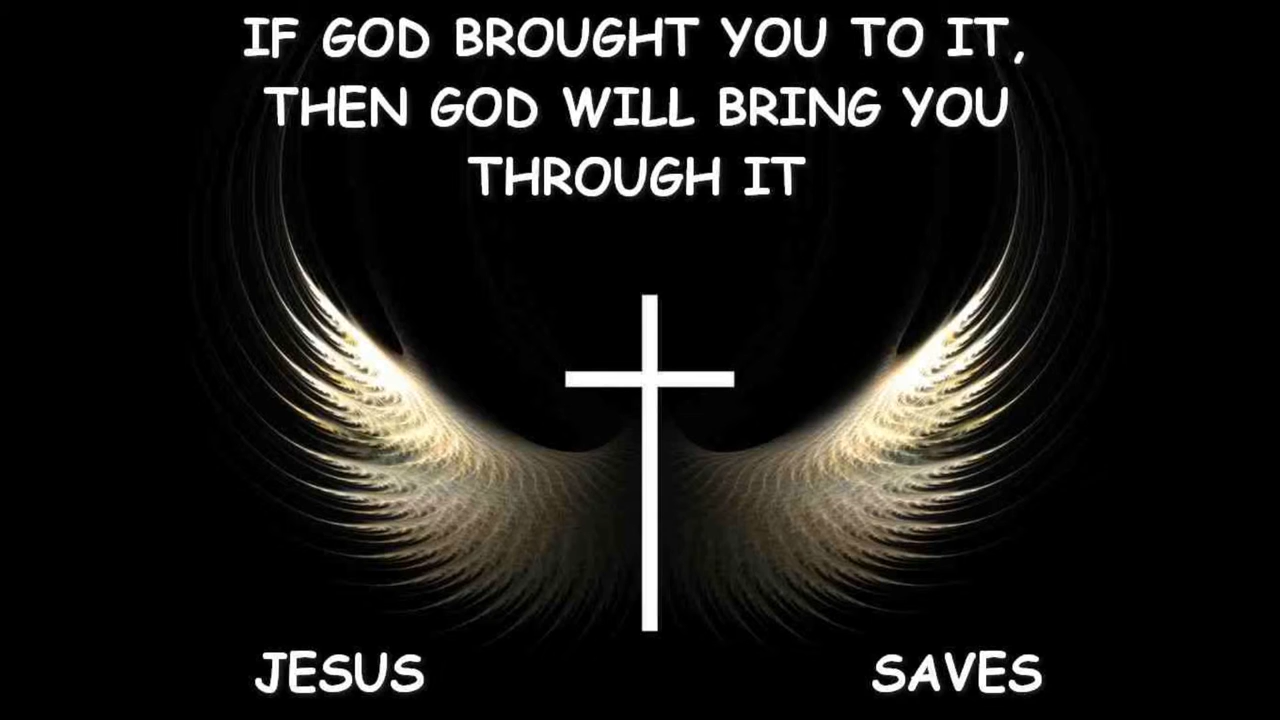 IF GOD BROUGHT YOU TO IT,
THEN GOD WILL BRING YOU
THROUGH IT
JESUS SAVES